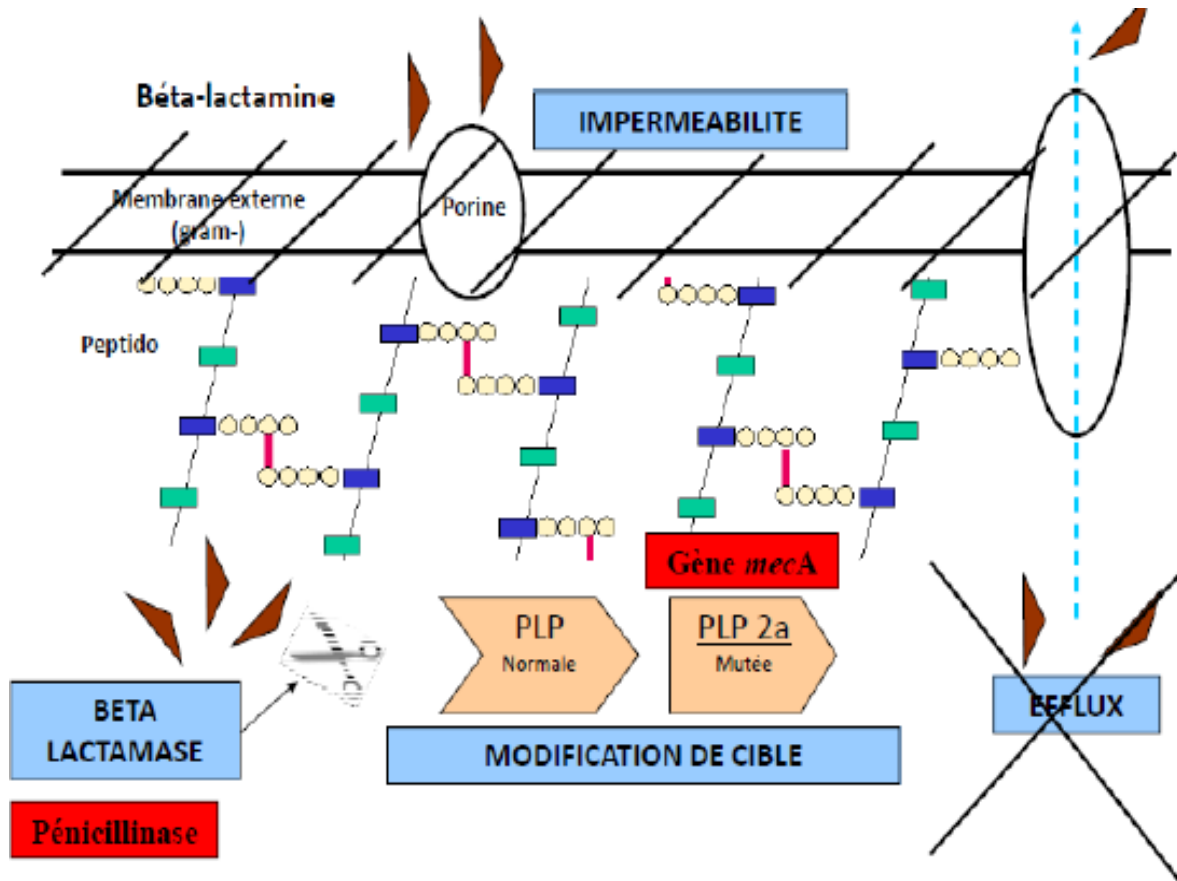 Béta-lactamine
IMPERMEABILITE
Membrane externe
(gram-)
Porine
Peptido
Gène mecA
PLP
Normale
PLP 2a
Mutée
BETA
LACTAMASE
MODIFICATION DE CIBLE
EFFLUX
Pénicillinase